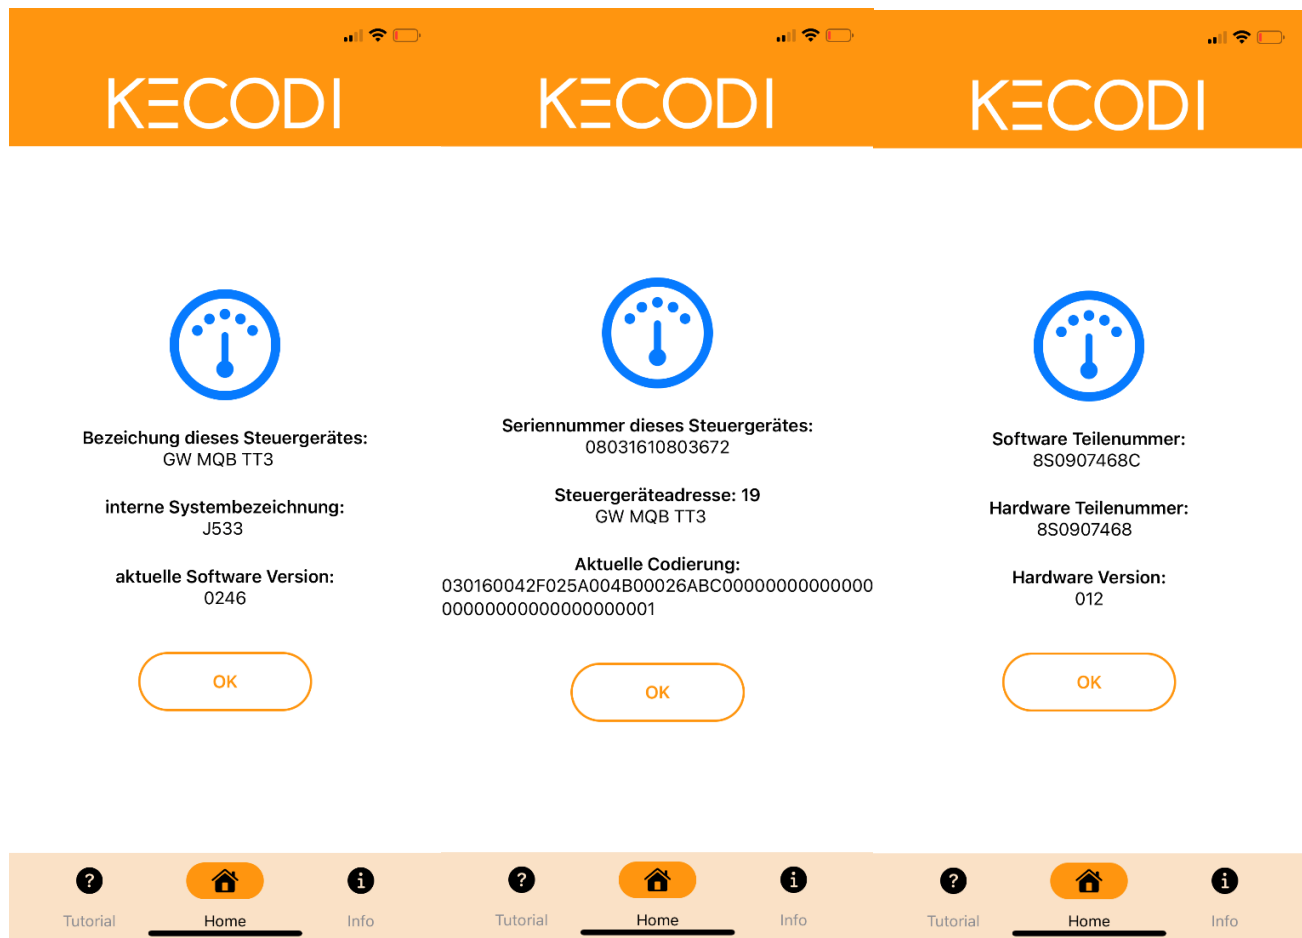 KECODI
Bezeichung dieses Steuergerätes:
GW MQB TT3
interne Systembezeichnung:
J533
aktuelle Software Version:
0246
OK
Tutorial
Home
Info
KECODI
Seriennummer dieses Steuergerätes:
08031610803672
Steuergeräteadresse: 19
GW MQB TT3
Aktuelle Codierung:
030160042F025A004B00026ABC00000000000000
00000000000000000001
OK
Tutorial
Home
Info
KECODI
Software Teilenummer:
8S0907468C
Hardware Teilenummer:
8S0907468
Hardware Version:
012
OK
Tutorial
Home
Info